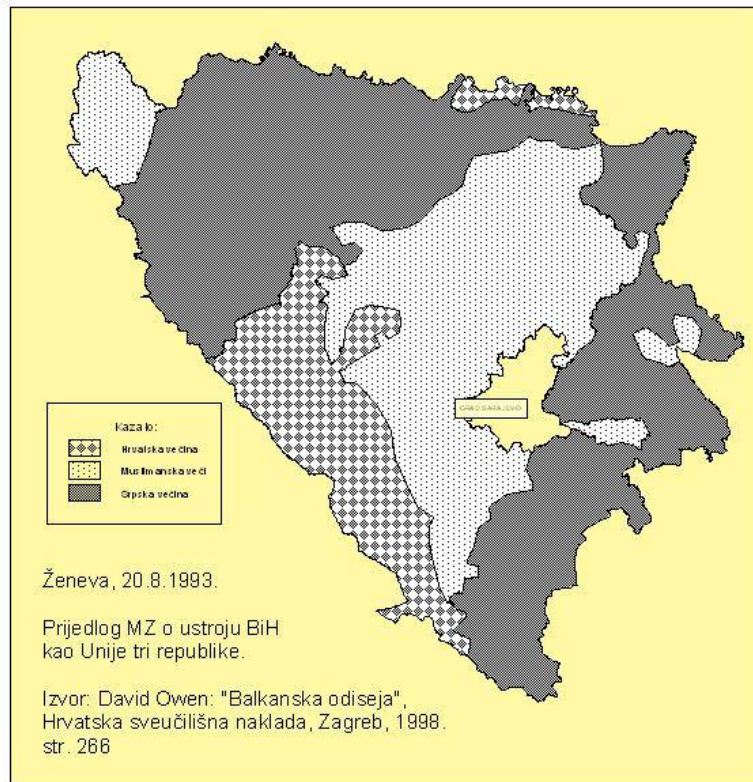 GRAD SARAJEVO
Kazalo:
Hrvatska većina
Muslimanska veći
Srpska većina
Ženeva, 20.8.1993.
Prijedlog MZ o ustroju BiH
kao Unije tri republike.
Izvor: David Owen: "Balkanska odiseja",
Hrvatska sveučilišna naklada, Zagreb, 1998.
str. 266